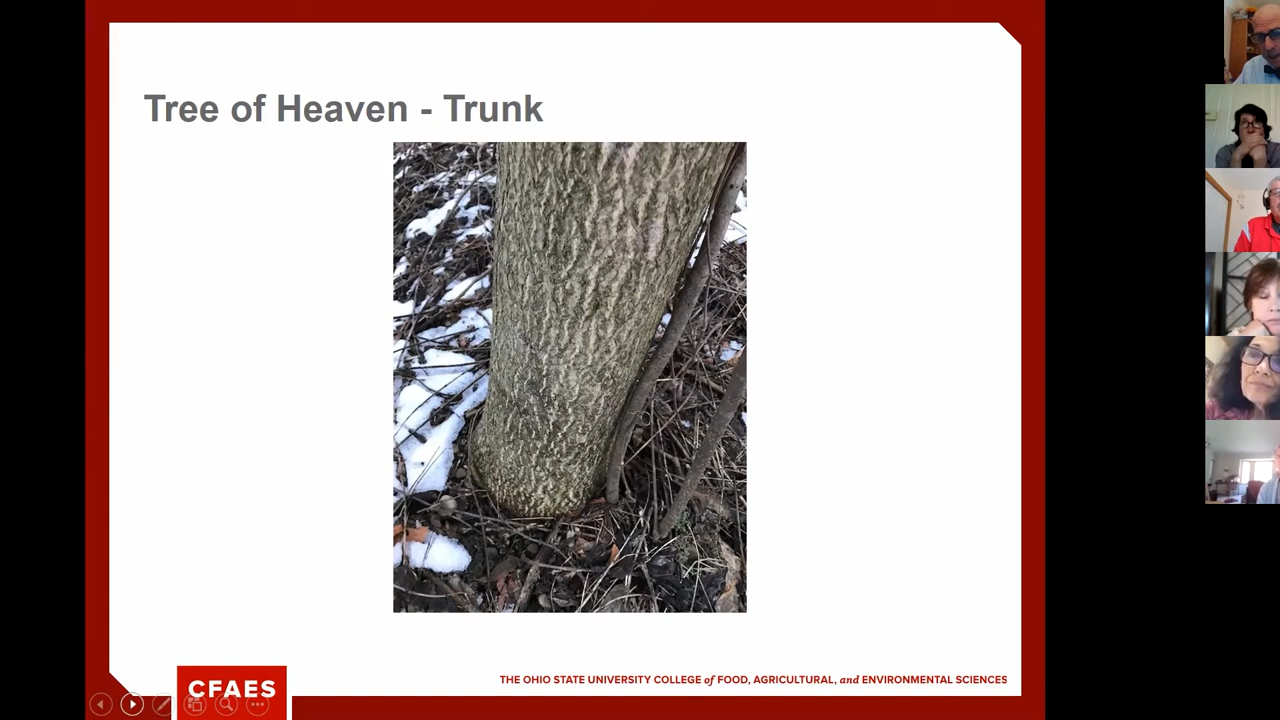 Tree of Heaven - Trunk
CFAES
THE OHIO STATE UNIVERSITY COLLEGE of FOOD, AGRICULTURAL, and ENVIRONMENTAL SCIENCES